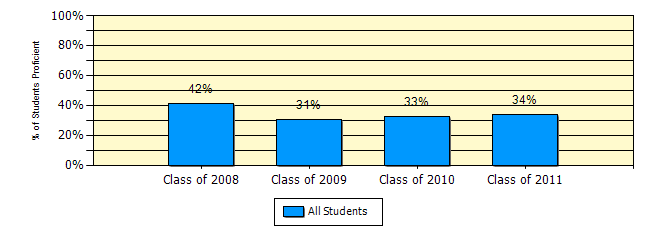 100%
80%
60%
40%
20%
0%
% of Students Proficient
42%
31%
33%
34%
Class of 2008
Class of 2009
Class of 2010
Class of 2011
All Students